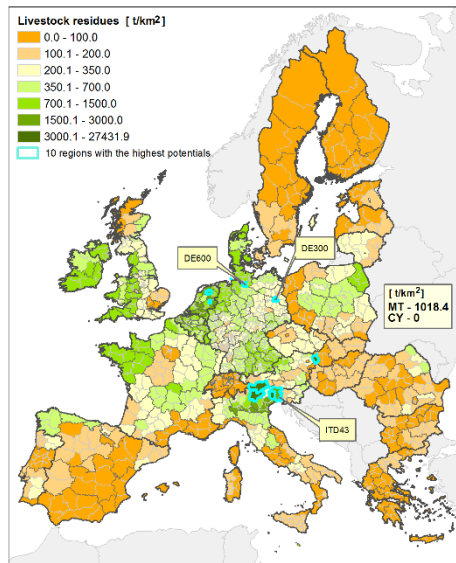 Livestock residues [ t/km²]
0.0 - 100.0
100.1 - 200.0
200.1 - 350.0
350.1 - 700.0
700.1 - 1500.0
1500.1 - 3000.0
3000.1 - 27431.9
10 regions with the highest potentials
DE300
DE600
[ t/km²]
MT - 1018.4
CY - 0
ITD43